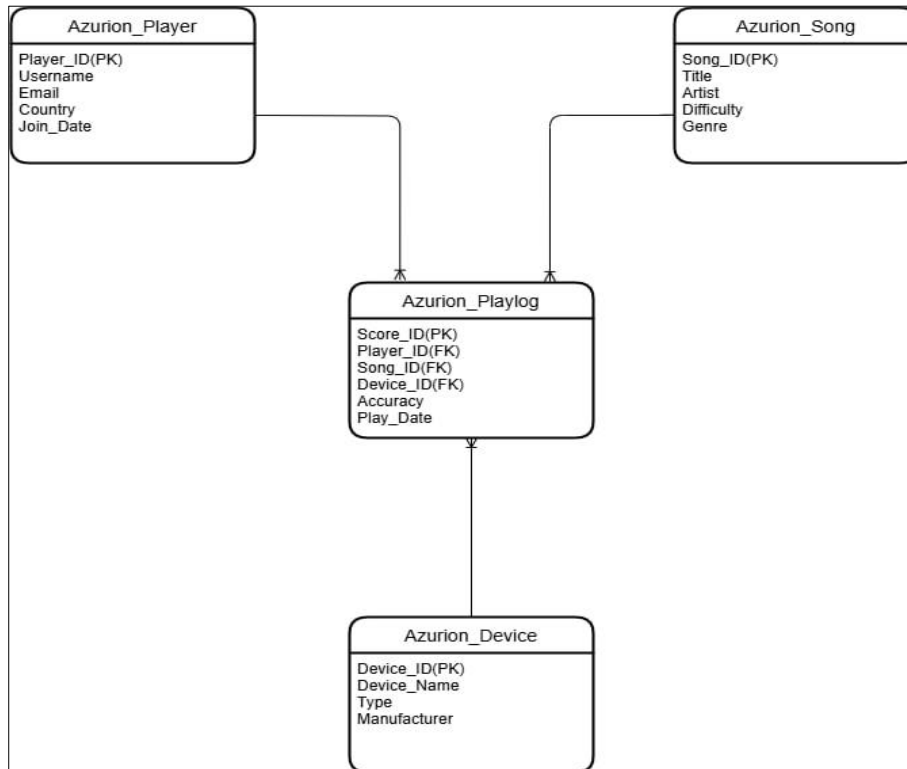 Azurion_Player
Player_ID(PK)
Username
Email
Country
Join_Date
Azurion_Song
Song_ID(PK)
Title
Artist
Difficulty
Genre
Azurion_Playlog
Score_ID(PK)
Player_ID(FK)
Song_ID(FK)
Device_ID(FK)
Accuracy
Play_Date
Azurion_Device
Device_ID(PK)
Device_Name
Type
Manufacturer